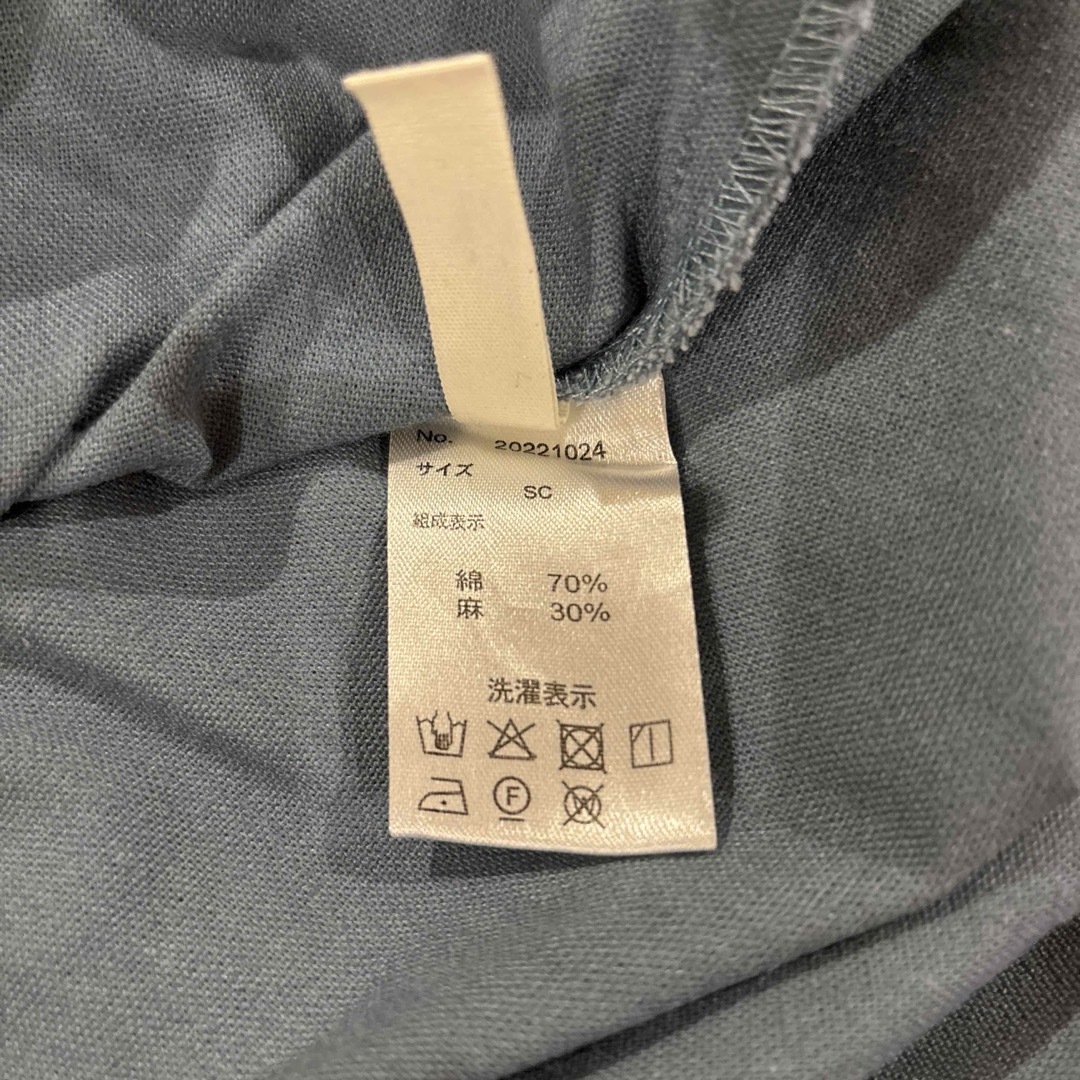 No. 20221024
サイズ
SC
組成表示
綿 70%
麻 30%
洗濯表示
F
W